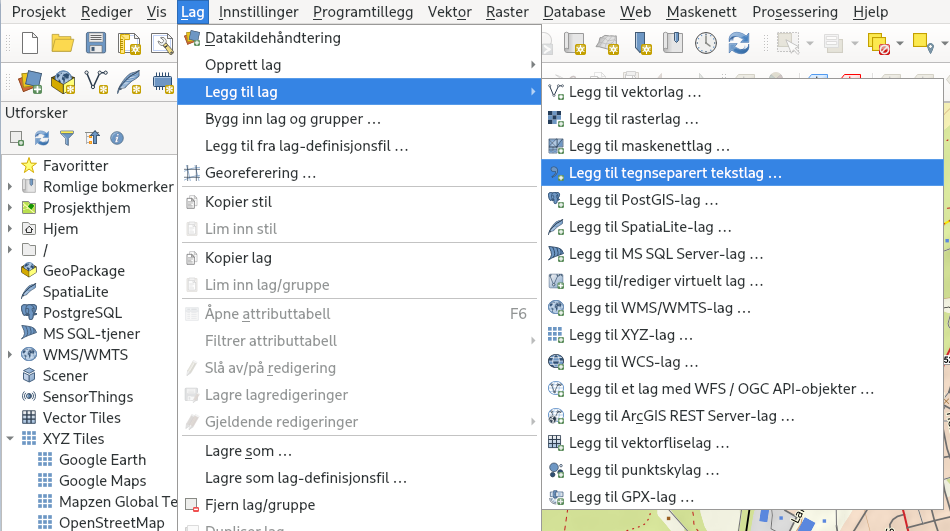 Prosjekt Rediger Vis Lag Innstillinger Programtillegg Vektor Raster Database Web Maskenett Prosessering Hjelp
Datakildehåndtering
Opprett lag
Legg til lag
Bygg inn lag og grupper …
Legg til fra lag-definisjonsfil …
Georeferering …
Kopier stil
Lim inn stil
Kopier lag
Lim inn lag/gruppe
Åpne attributtabell F6
Filtrer attributtabell
Slå av/på redigering
Lagre lagredigeringer
Gjeldende redigeringer
Lagre som …
Lagre som lag-definisjonsfil …
Fjern lag/gruppe
Dupliser lag
Legg til vektorlag …
Legg til rasterlag …
Legg til maskenettlag …
Legg til tegnseparert tekstlag …
Legg til PostGIS-lag …
Legg til SpatiaLite-lag …
Legg til MS SQL Server-lag …
Legg til/rediger virtuelt lag …
Legg til WMS/WMTS-lag …
Legg til XYZ-lag …
Legg til WCS-lag …
Legg til et lag med WFS / OGC API-objekter …
Legg til ArcGIS REST Server-lag …
Legg til vektorfliselag …
Legg til punktskylag …
Legg til GPX-lag …
Utforsker
Favoritter
Romlige bokmerker
Prosjekthjem
Hjem
/
GeoPackage
SpatiaLite
PostgreSQL
MS SQL-tjener
WMS/WMTS
Scener
SensorThings
Vector Tiles
XYZ Tiles
Google Earth
Google Maps
Mapzen Global Te
OpenStreetMap